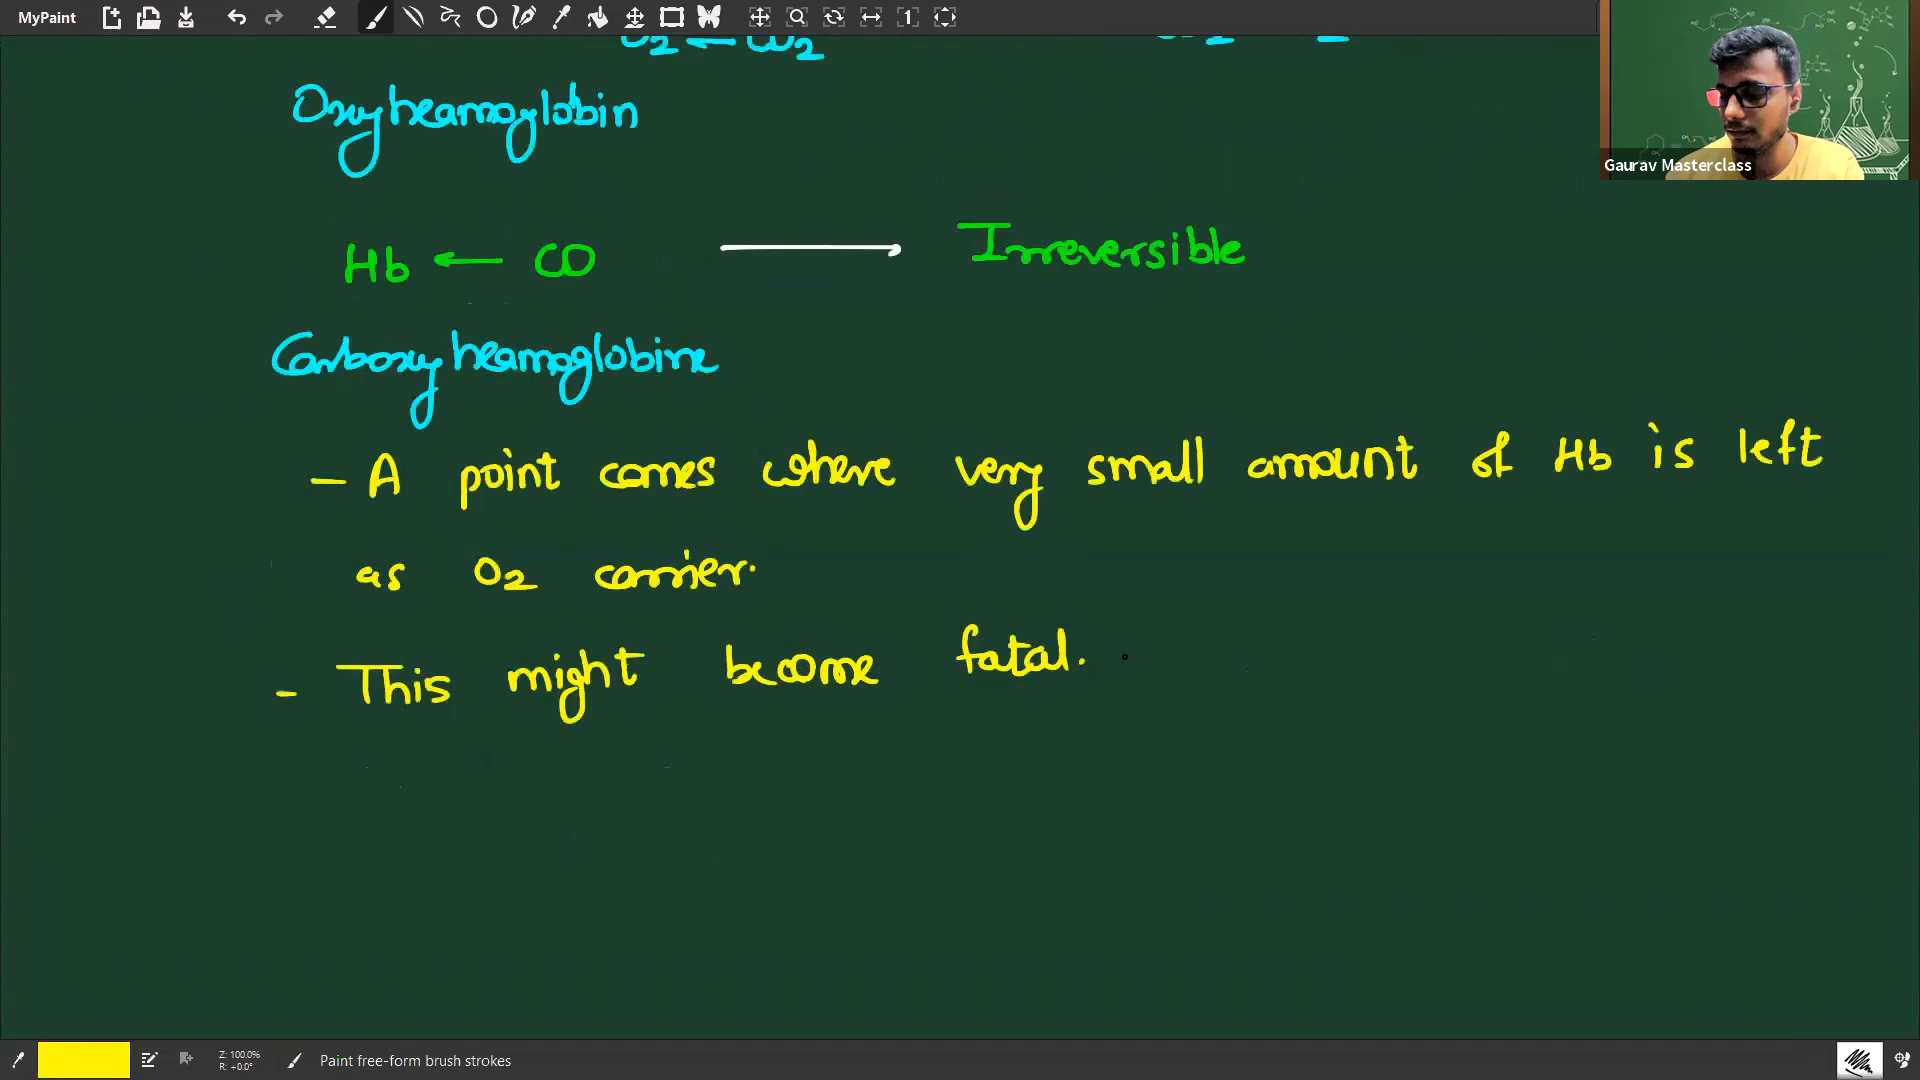 MyPaint
Gaurav Masterclass
Oxyheamoglobin
Hb ← CO → Irreversible
Carboxyheamoglobine
– A point comes where very small amount of Hb is left
as O2 carrier.
- This might become fatal.
Z: 100.0%
R: +0.0°
Paint free-form brush strokes